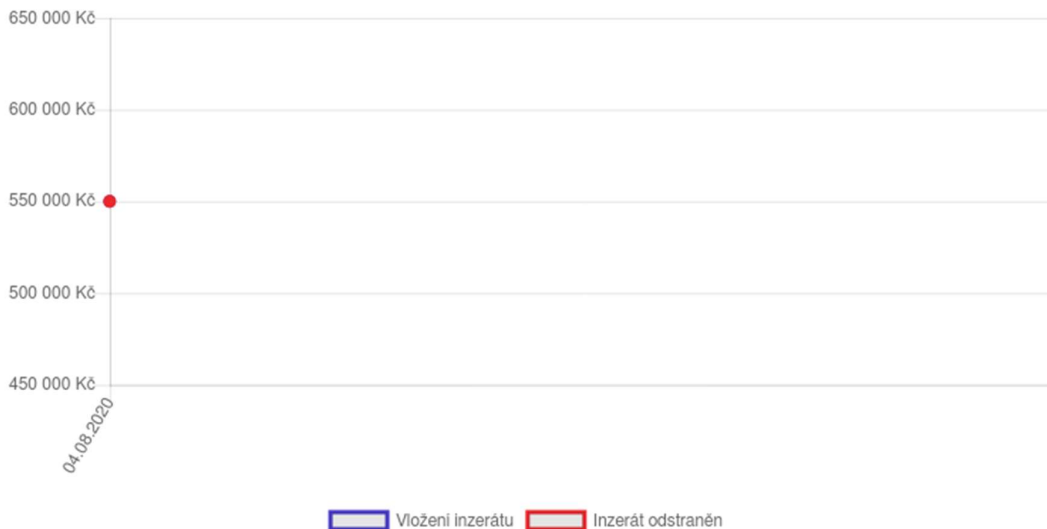 650 000 Kč
600 000 Kč
550 000 Kč
500 000 Kč
450 000 Kč
04.08.2020
Vložení inzerátu Inzerát odstraněn